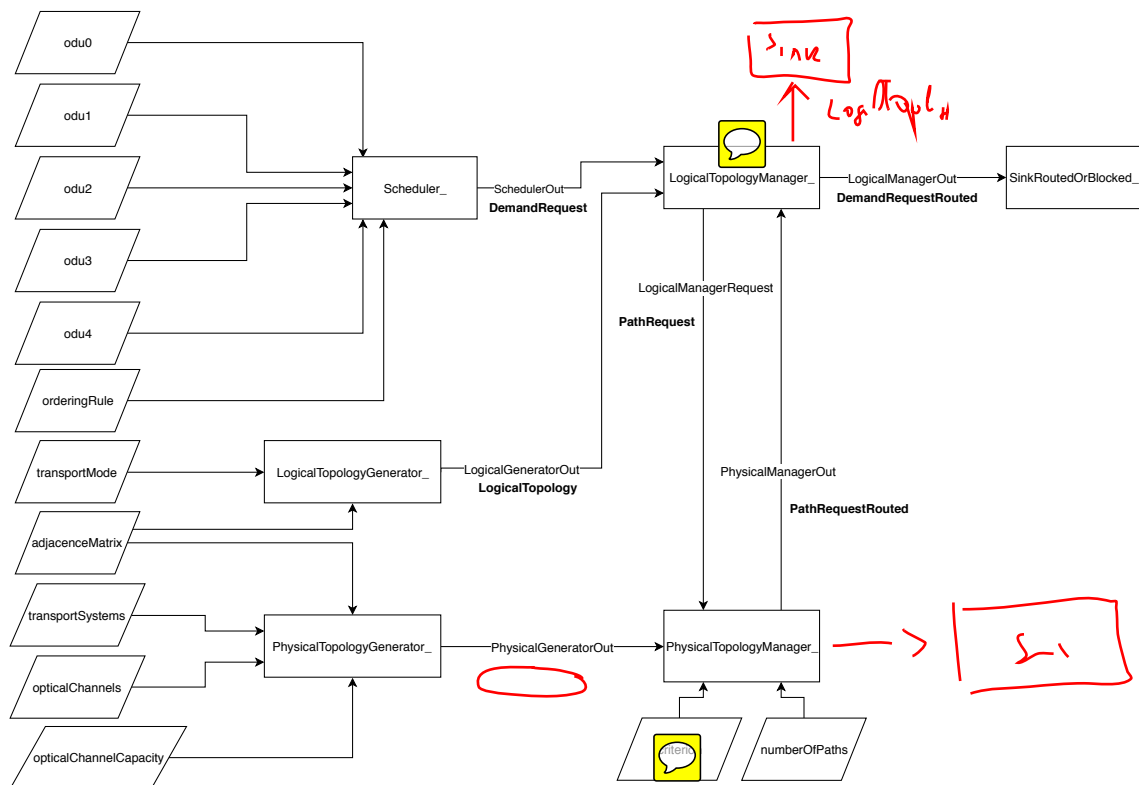 odu0
odu1
odu2
odu3
odu4
orderingRule
transportMode
adjacenceMatrix
transportSystems
opticalChannels
opticalChannelCapacity
Scheduler_
SchedulerOut
DemandRequest
LogicalTopologyGenerator_
LogicalGeneratorOut
LogicalTopology
PhysicalTopologyGenerator_
PhysicalGeneratorOut
Sink
LogicalTopologyManager_
LogicalManagerOut
DemandRequestRouted
SinkRoutedOrBlocked_
LogicalManagerRequest
PathRequest
PhysicalManagerOut
PathRequestRouted
PhysicalTopologyManager_
numberOfPaths